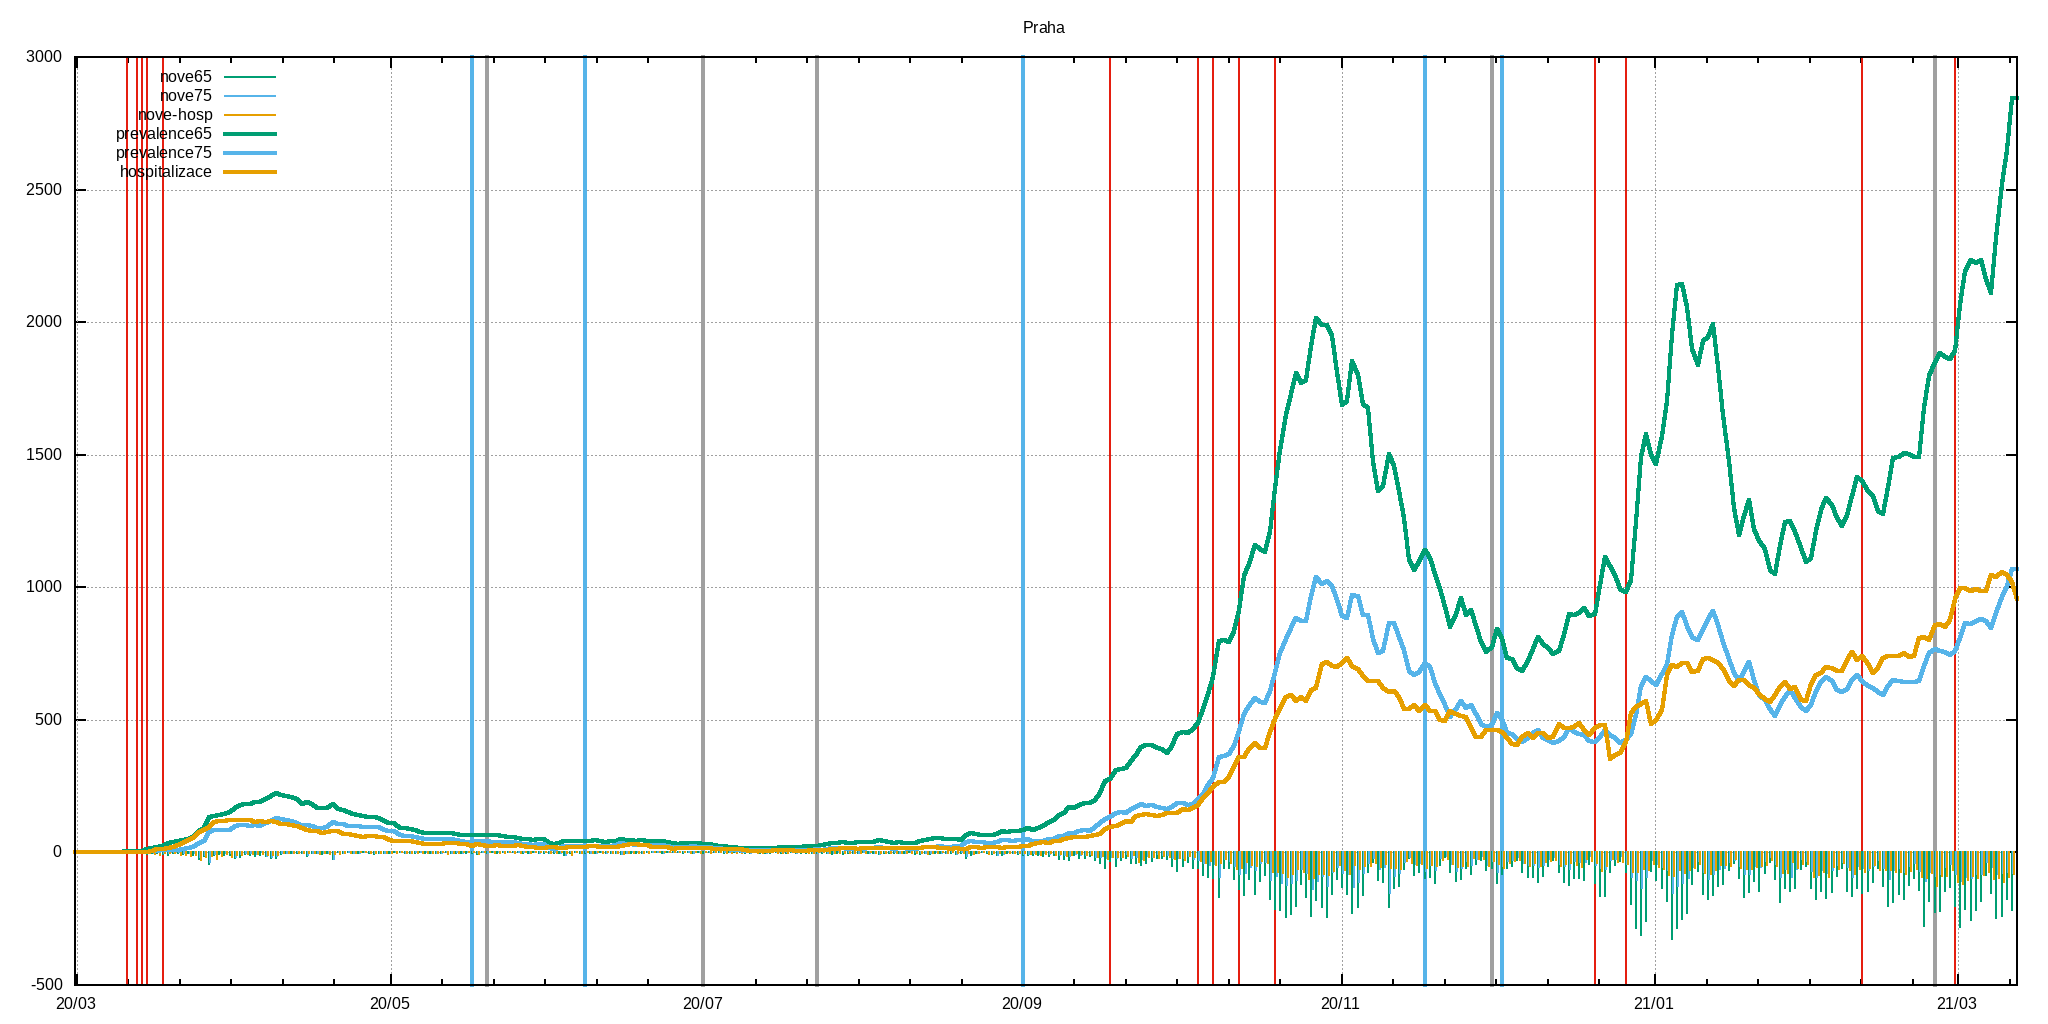 Praha
3000
nove65
nove75
nove-hosp
prevalence65
prevalence75
hospitalizace
2500
2000
1500
1000
500
0
-500
20/03 20/05 20/07 20/09 20/11 21/01 21/03